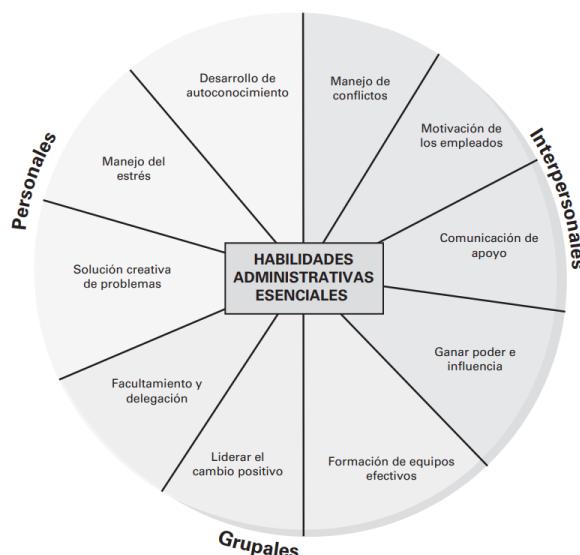 Desarrollo de
autoconocimiento
Manejo de
conflictos
Motivación de
los empleados
Interpersonales
Personales
Manejo del
estrés
Comunicación de
apoyo
HABILIDADES
ADMINISTRATIVAS
ESENCIALES
Solución creativa
de problemas
Ganar poder e
influencia
Facultamiento y
delegación
Liderar el
cambio positivo
Formación de equipos
efectivos
Grupales